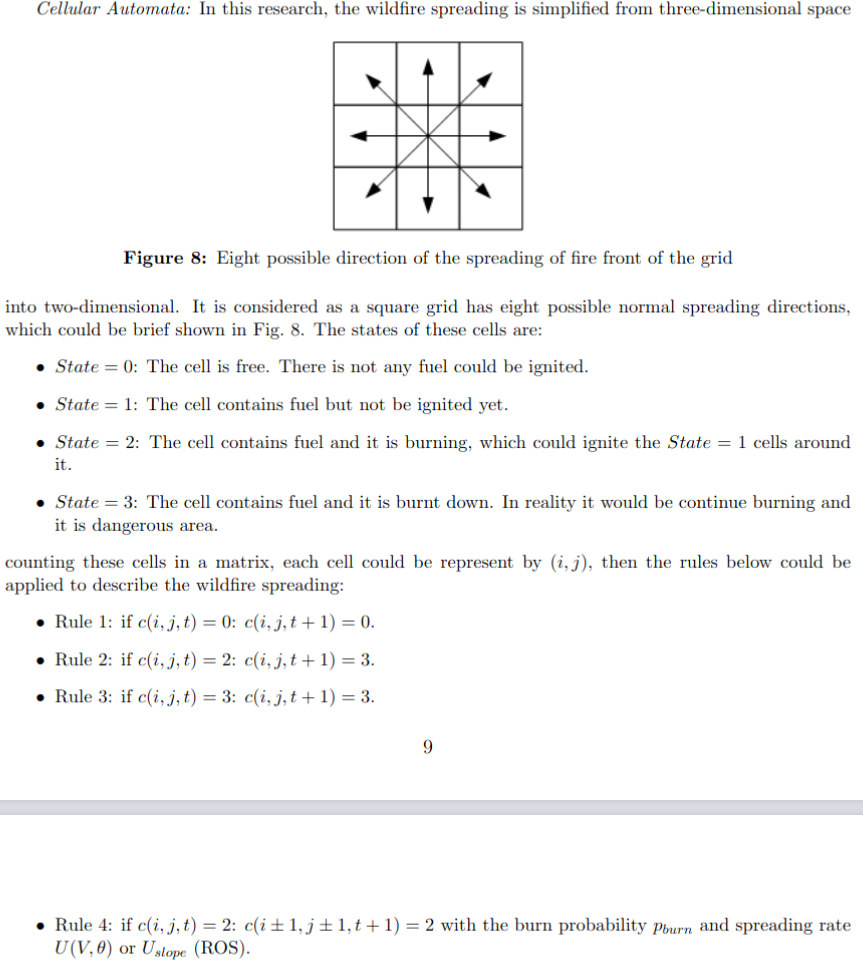 Cellular Automata: In this research, the wildfire spreading is simplified from three-dimensional space
Figure 8: Eight possible direction of the spreading of fire front of the grid
into two-dimensional. It is considered as a square grid has eight possible normal spreading directions,
which could be brief shown in Fig. 8. The states of these cells are:
• State = 0: The cell is free. There is not any fuel could be ignited.
• State = 1: The cell contains fuel but not be ignited yet.
• State = 2: The cell contains fuel and it is burning, which could ignite the State = 1 cells around
it.
• State = 3: The cell contains fuel and it is burnt down. In reality it would be continue burning and
it is dangerous area.
counting these cells in a matrix, each cell could be represent by (i, j), then the rules below could be
applied to describe the wildfire spreading:
• Rule 1: if c(i, j, t) = 0: c(i, j, t + 1) = 0.
• Rule 2: if c(i, j, t) = 2: c(i, j, t + 1) = 3.
• Rule 3: if c(i, j, t) = 3: c(i, j, t + 1) = 3.
9
• Rule 4: if c(i, j, t) = 2: c(i ± 1, j ± 1, t + 1) = 2 with the burn probability pburn and spreading rate
U(V, θ) or Uslope (ROS).